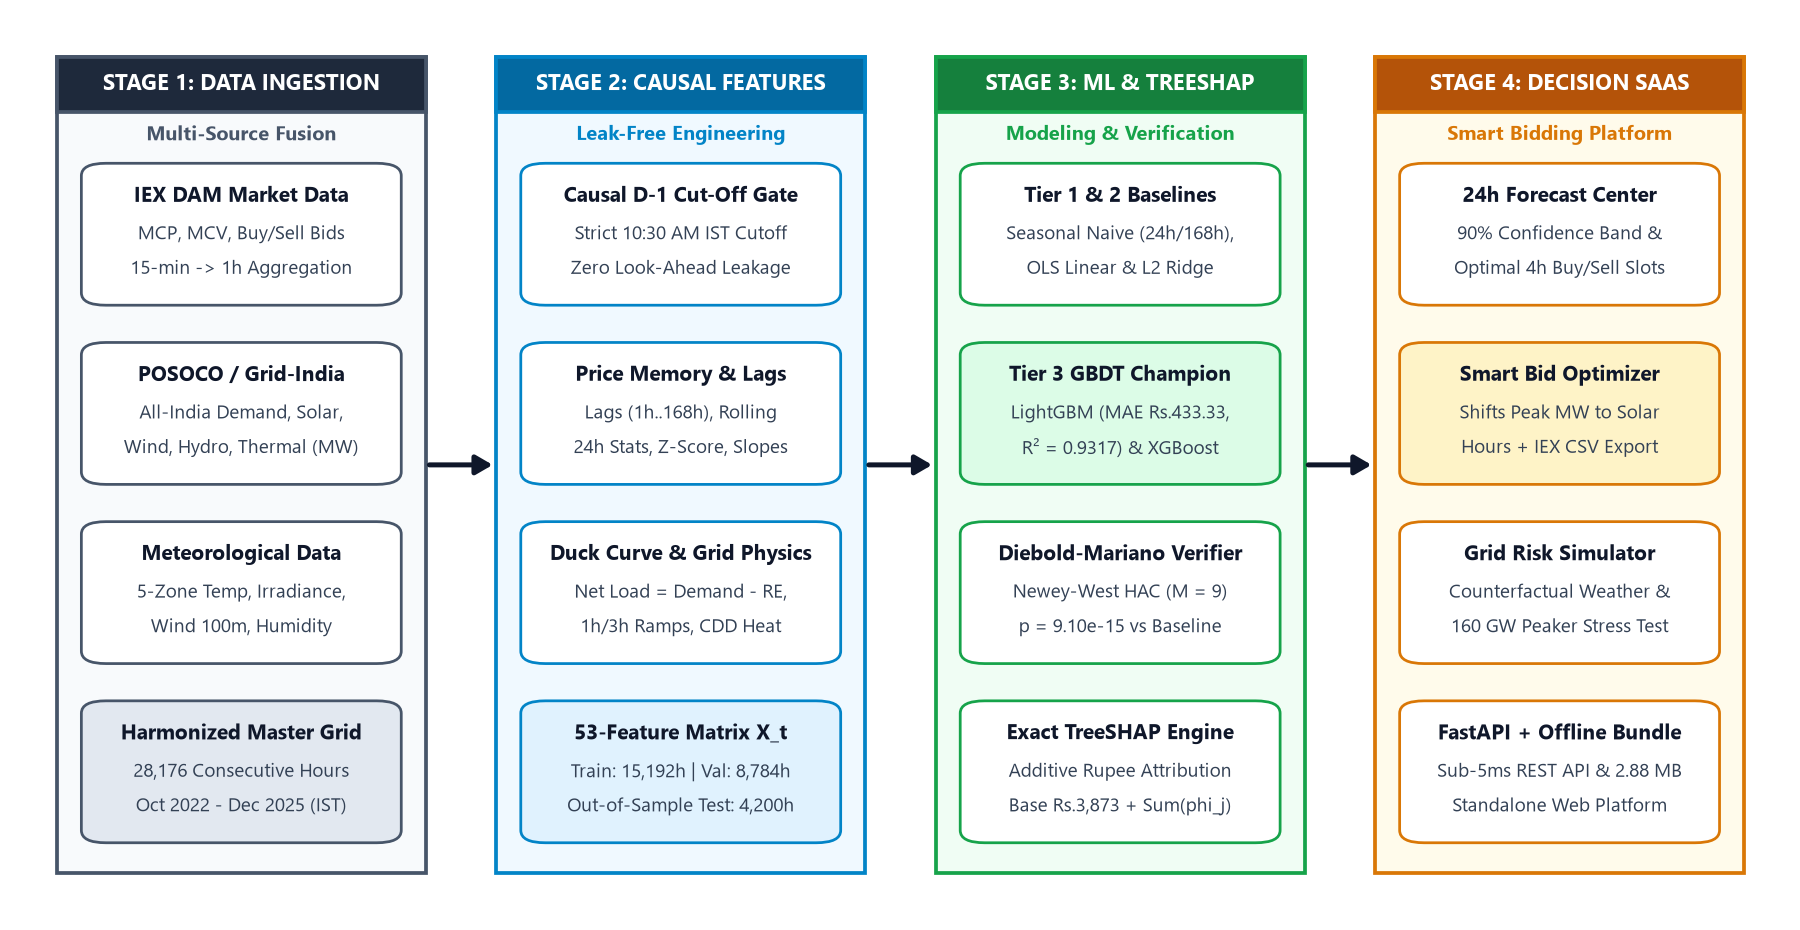 STAGE 1: DATA INGESTION
Multi-Source Fusion
IEX DAM Market Data
MCP, MCV, Buy/Sell Bids
15-min -> 1h Aggregation
POSOCO / Grid-India
All-India Demand, Solar,
Wind, Hydro, Thermal (MW)
Meteorological Data
5-Zone Temp, Irradiance,
Wind 100m, Humidity
Harmonized Master Grid
28,176 Consecutive Hours
Oct 2022 - Dec 2025 (IST)
STAGE 2: CAUSAL FEATURES
Leak-Free Engineering
Causal D-1 Cut-Off Gate
Strict 10:30 AM IST Cutoff
Zero Look-Ahead Leakage
Price Memory & Lags
Lags (1h..168h), Rolling
24h Stats, Z-Score, Slopes
Duck Curve & Grid Physics
Net Load = Demand - RE,
1h/3h Ramps, CDD Heat
53-Feature Matrix X_t
Train: 15,192h | Val: 8,784h
Out-of-Sample Test: 4,200h
STAGE 3: ML & TREESHAP
Modeling & Verification
Tier 1 & 2 Baselines
Seasonal Naive (24h/168h),
OLS Linear & L2 Ridge
Tier 3 GBDT Champion
LightGBM (MAE Rs.433.33,
R² = 0.9317) & XGBoost
Diebold-Mariano Verifier
Newey-West HAC (M = 9)
p = 9.10e-15 vs Baseline
Exact TreeSHAP Engine
Additive Rupee Attribution
Base Rs.3,873 + Sum(phi_j)
STAGE 4: DECISION SAAS
Smart Bidding Platform
24h Forecast Center
90% Confidence Band &
Optimal 4h Buy/Sell Slots
Smart Bid Optimizer
Shifts Peak MW to Solar
Hours + IEX CSV Export
Grid Risk Simulator
Counterfactual Weather &
160 GW Peaker Stress Test
FastAPI + Offline Bundle
Sub-5ms REST API & 2.88 MB
Standalone Web Platform